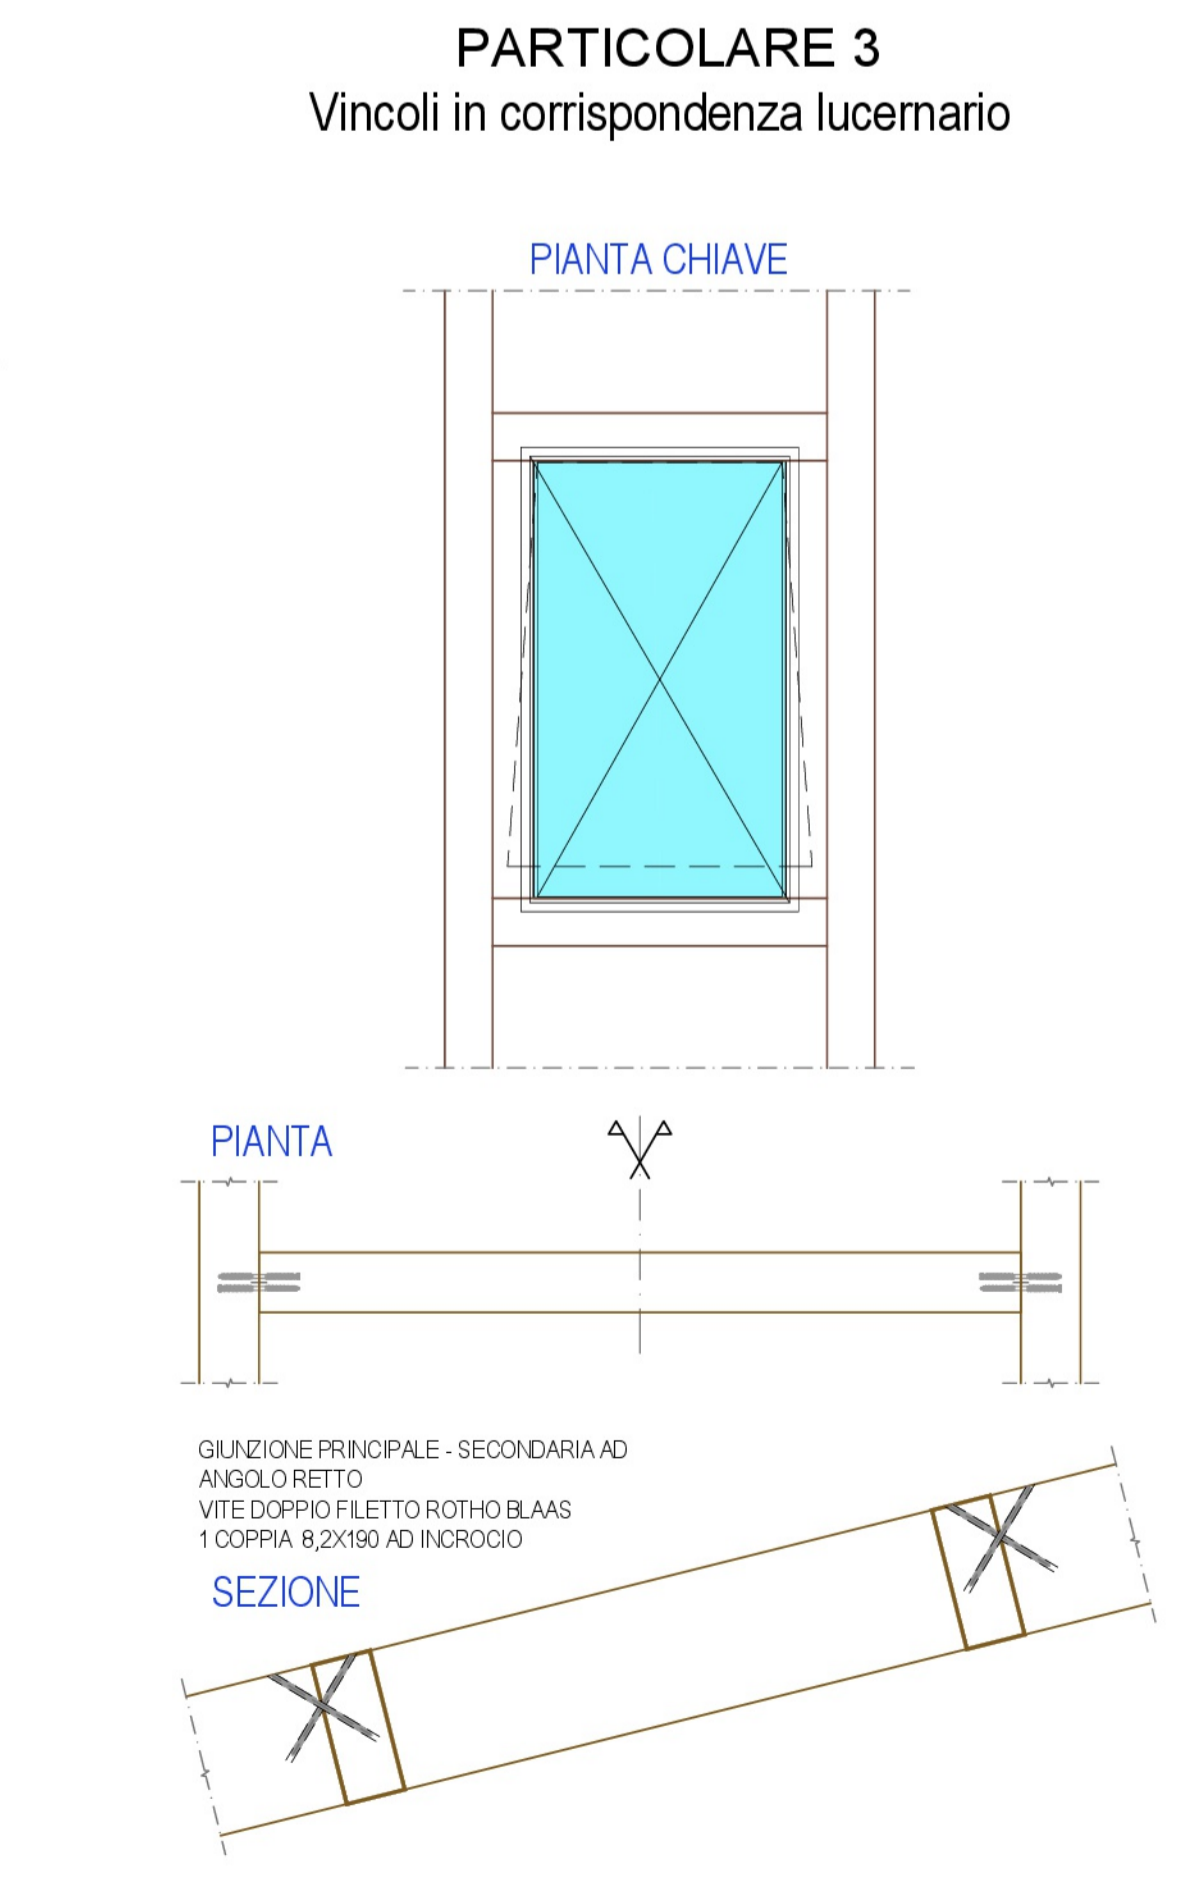 PARTICOLARE 3
Vincoli in corrispondenza lucernario
PIANTA CHIAVE
PIANTA
GIUNZIONE PRINCIPALE - SECONDARIA AD
ANGOLO RETTO
VITE DOPPIO FILETTO ROTHO BLAAS
1 COPPIA 8,2X190 AD INCROCIO
SEZIONE